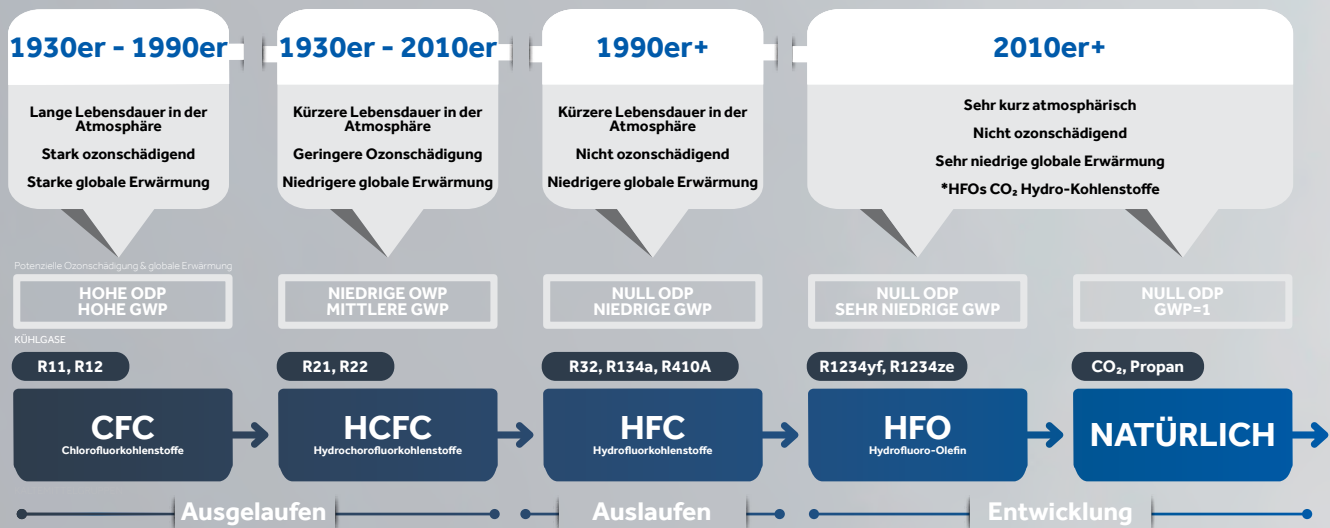 1930er - 1990er
1930er - 2010er
1990er+
2010er+
Lange Lebensdauer in der
Atmosphäre
Stark ozonschädigend
Starke globale Erwärmung
Kürzere Lebensdauer in der
Atmosphäre
Geringere Ozonschädigung
Niedrigere globale Erwärmung
Kürzere Lebensdauer in der
Atmosphäre
Nicht ozonschädigend
Niedrigere globale Erwärmung
Sehr kurz atmosphärisch
Nicht ozonschädigend
Sehr niedrige globale Erwärmung
*HFOs CO₂ Hydro-Kohlenstoffe
Potenzielle Ozonschädigung & globale Erwärmung
HOHE ODP
HOHE GWP
NIEDRIGE OWP
MITTLERE GWP
NULL ODP
NIEDRIGE GWP
NULL ODP
SEHR NIEDRIGE GWP
NULL ODP
GWP=1
KÜHLGASE
R11, R12
R21, R22
R32, R134a, R410A
R1234yf, R1234ze
CO₂, Propan
CFC
Chlorofluorkohlenstoffe
HCFC
Hydrochorofluorkohlenstoffe
HFC
Hydrofluorkohlenstoffe
HFO
Hydrofluoro-Olefin
NATÜRLICH
Ausgelaufen
Auslaufen
Entwicklung